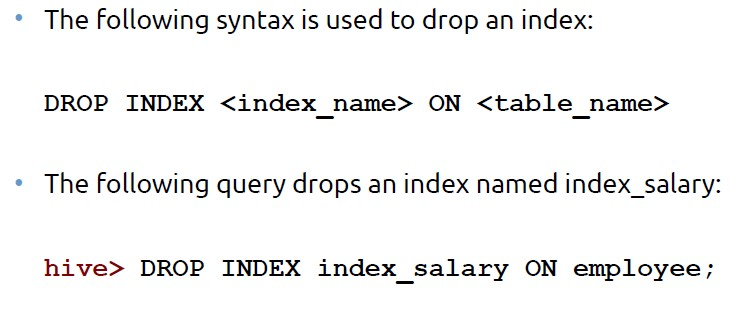 • The following syntax is used to drop an index:
DROP INDEX <index_name> ON <table_name>
• The following query drops an index named index_salary:
hive> DROP INDEX index_salary ON employee;